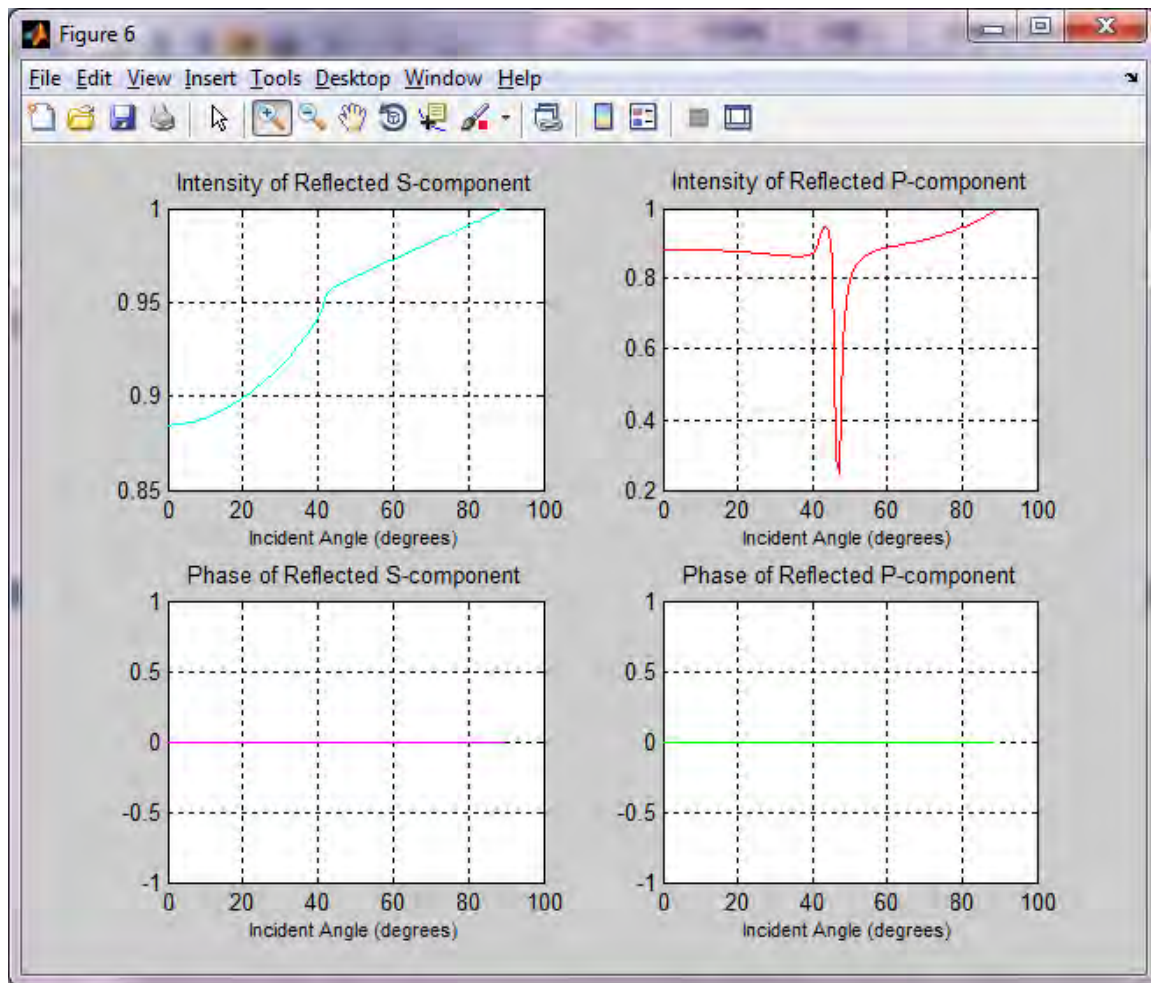 Figure 6
File Edit View Insert Tools Desktop Window Help
Intensity of Reflected S-component
1
0.95
0.9
0.85
0 20 40 60 80 100
Incident Angle (degrees)
Intensity of Reflected P-component
1
0.8
0.6
0.4
0.2
0 20 40 60 80 100
Incident Angle (degrees)
Phase of Reflected S-component
1
0.5
0
-0.5
-1
0 20 40 60 80 100
Incident Angle (degrees)
Phase of Reflected P-component
1
0.5
0
-0.5
-1
0 20 40 60 80 100
Incident Angle (degrees)